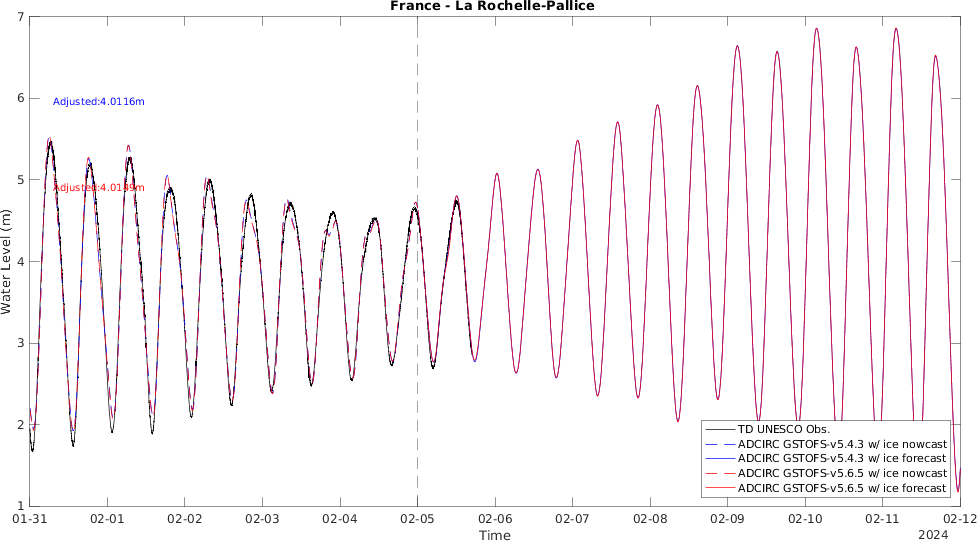 France - La Rochelle-Pallice
7
6
5
4
3
2
1
Water Level (m)
Adjusted:4.0116m
Adjusted:4.0149m
TD UNESCO Obs.
ADCIRC GSTOFS-v5.4.3 w/ ice nowcast
ADCIRC GSTOFS-v5.4.3 w/ ice forecast
ADCIRC GSTOFS-v5.6.5 w/ ice nowcast
ADCIRC GSTOFS-v5.6.5 w/ ice forecast
01-31 02-01 02-02 02-03 02-04 02-05 02-06 02-07 02-08 02-09 02-10 02-11 02-12
Time
2024